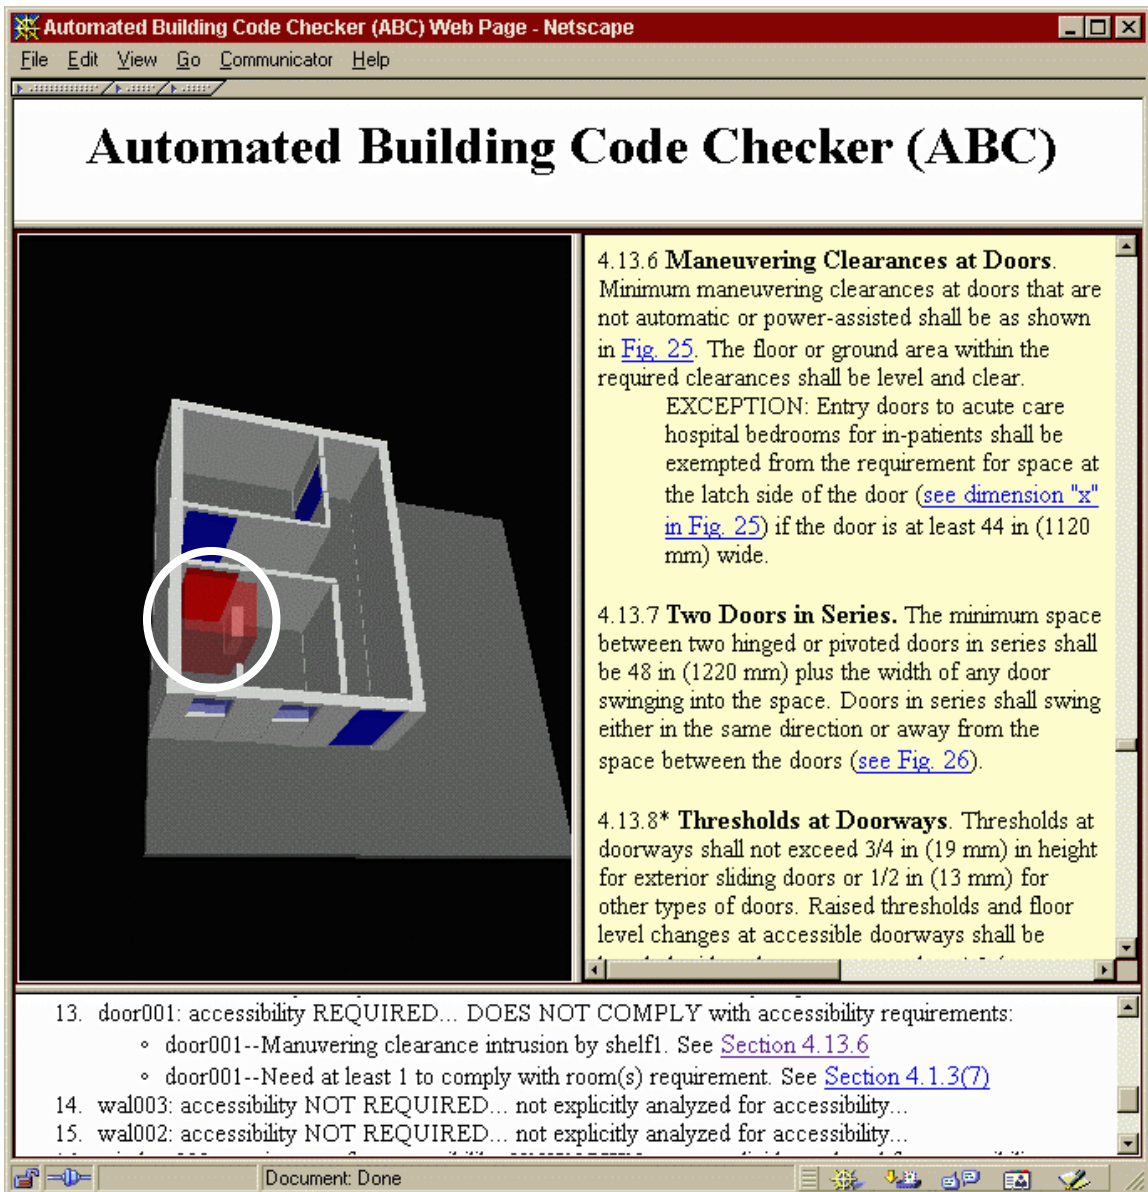 Automated Building Code Checker (ABC) Web Page - Netscape
File Edit View Go Communicator Help
Automated Building Code Checker (ABC)
4.13.6 Maneuvering Clearances at Doors.
Minimum maneuvering clearances at doors that are
not automatic or power-assisted shall be as shown
in Fig. 25. The floor or ground area within the
required clearances shall be level and clear.
EXCEPTION: Entry doors to acute care
hospital bedrooms for in-patients shall be
exempted from the requirement for space at
the latch side of the door (see dimension "x"
in Fig. 25) if the door is at least 44 in (1120
mm) wide.
4.13.7 Two Doors in Series. The minimum space
between two hinged or pivoted doors in series shall
be 48 in (1220 mm) plus the width of any door
swinging into the space. Doors in series shall swing
either in the same direction or away from the
space between the doors (see Fig. 26).
4.13.8* Thresholds at Doorways. Thresholds at
doorways shall not exceed 3/4 in (19 mm) in height
for exterior sliding doors or 1/2 in (13 mm) for
other types of doors. Raised thresholds and floor
level changes at accessible doorways shall be
13. door001: accessibility REQUIRED... DOES NOT COMPLY with accessibility requirements:
◦ door001--Manuvering clearance intrusion by shelf1. See Section 4.13.6
◦ door001--Need at least 1 to comply with room(s) requirement. See Section 4.1.3(7)
14. wal003: accessibility NOT REQUIRED... not explicitly analyzed for accessibility...
15. wal002: accessibility NOT REQUIRED... not explicitly analyzed for accessibility...
Document: Done